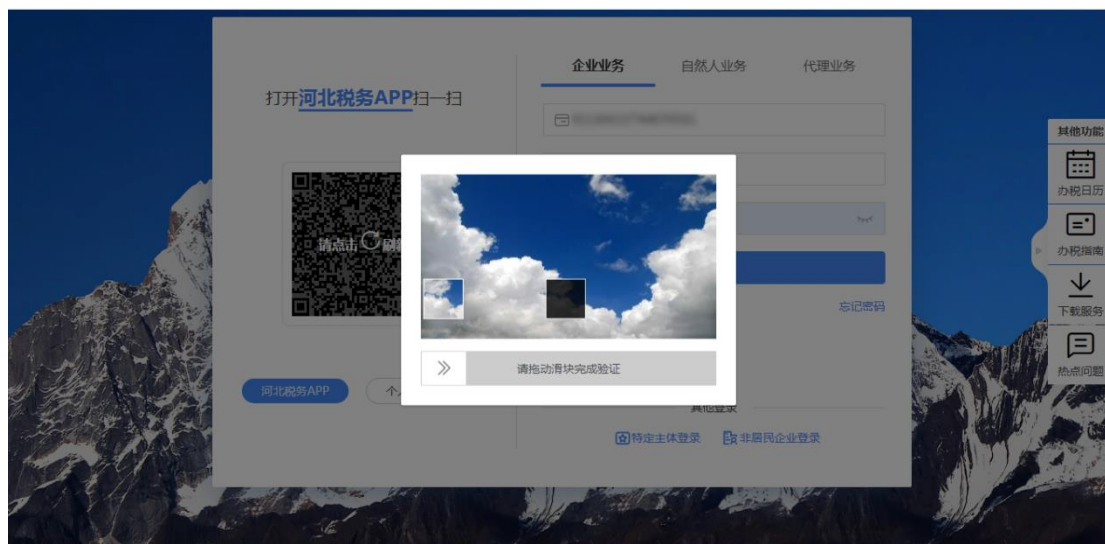 打开河北税务APP扫一扫
请点击 刷
河北税务APP
个
企业业务 自然人业务 代理业务
忘记密码
请拖动滑块完成验证
其他登录
特定主体登录 非居民企业登录
其他功能
办税日历
办税指南
下载服务
热点问题